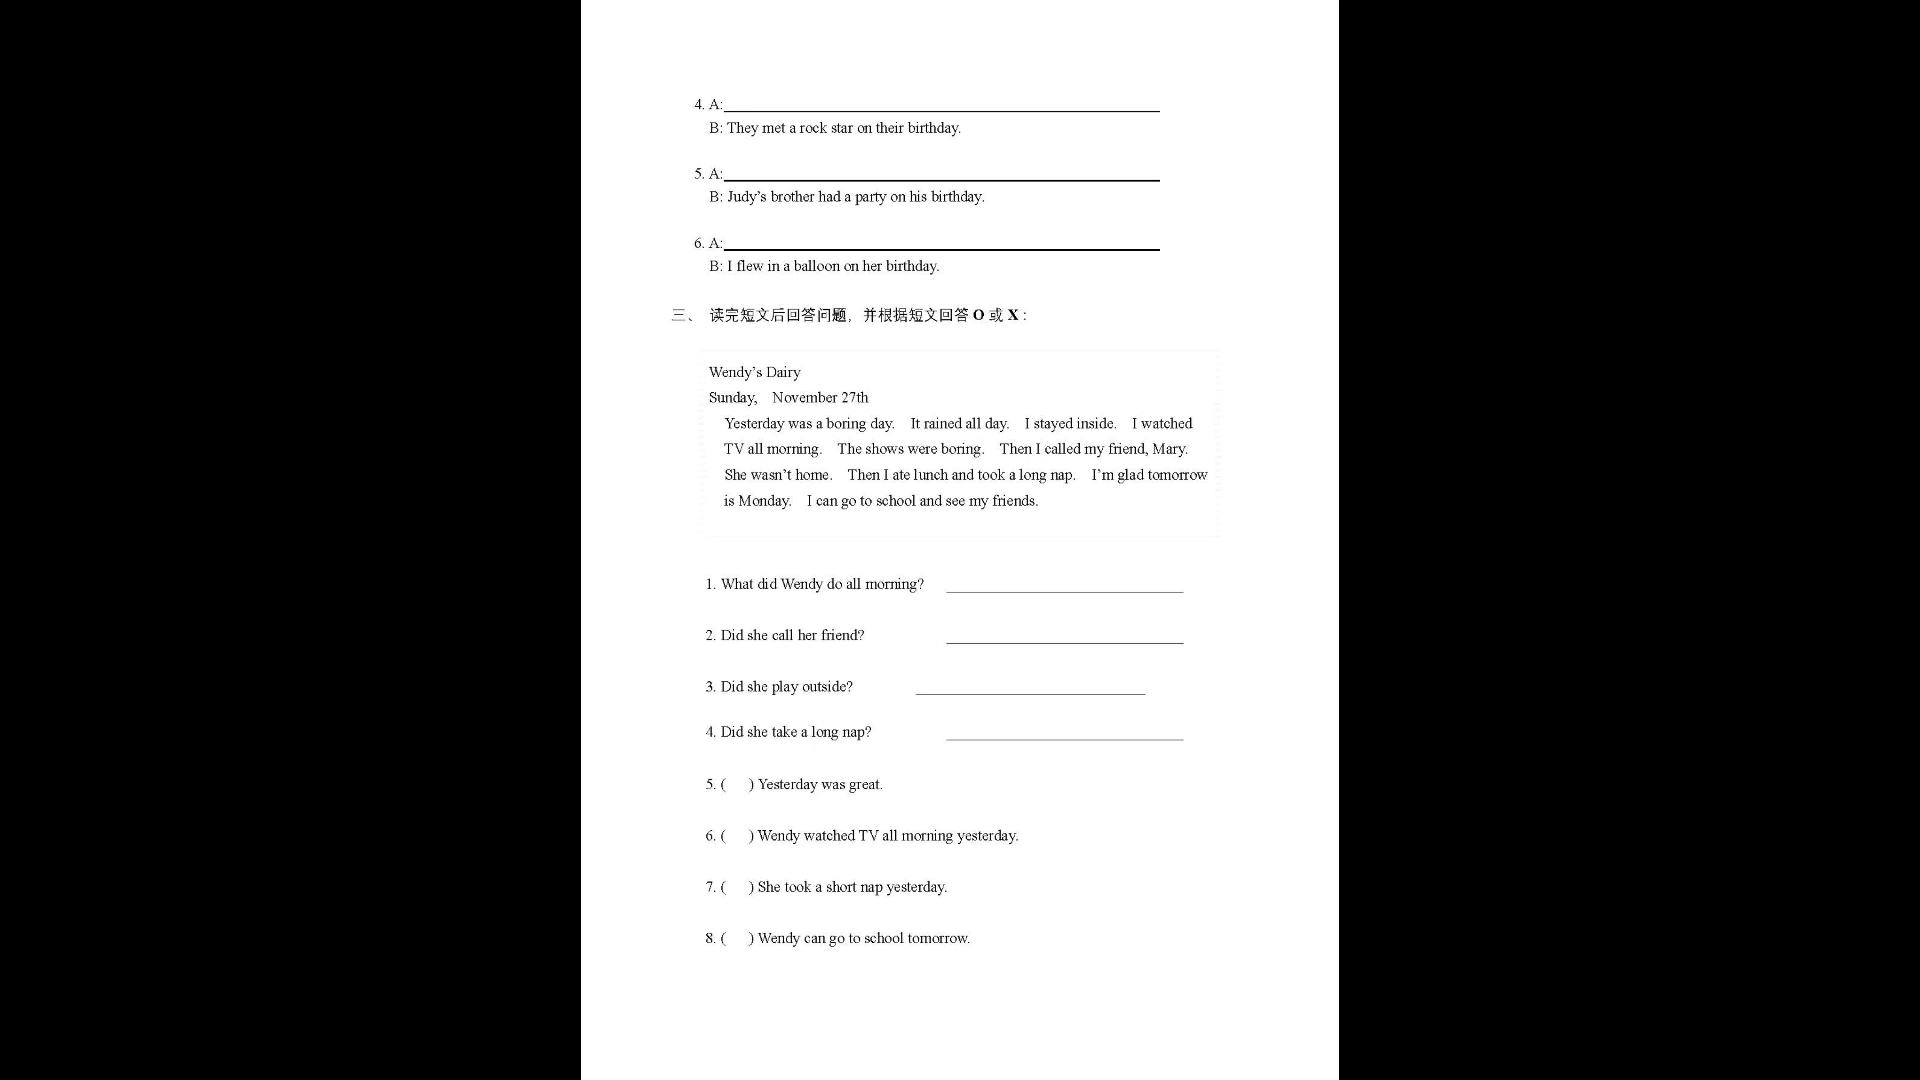 4. A:
B: They met a rock star on their birthday.
5. A:
B: Judy’s brother had a party on his birthday.
6. A:
B: I flew in a balloon on her birthday.
三、 读完短文后回答问题，并根据短文回答 O 或 X :
Wendy’s Dairy
Sunday, November 27th
Yesterday was a boring day. It rained all day. I stayed inside. I watched
TV all morning. The shows were boring. Then I called my friend, Mary.
She wasn’t home. Then I ate lunch and took a long nap. I’m glad tomorrow
is Monday. I can go to school and see my friends.
1. What did Wendy do all morning?
2. Did she call her friend?
3. Did she play outside?
4. Did she take a long nap?
5. ( ) Yesterday was great.
6. ( ) Wendy watched TV all morning yesterday.
7. ( ) She took a short nap yesterday.
8. ( ) Wendy can go to school tomorrow.